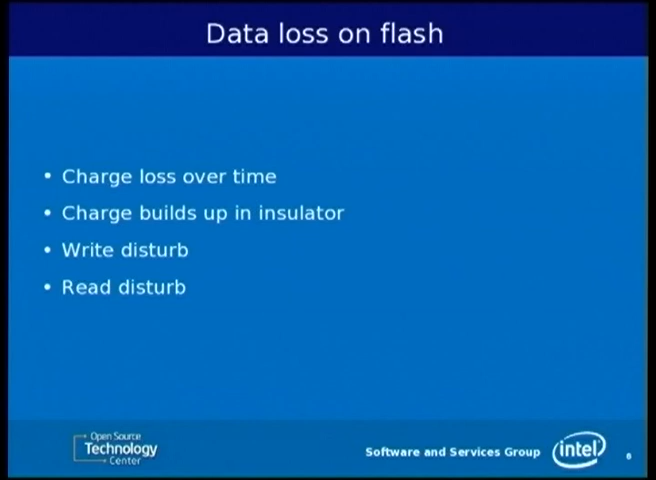 Data loss on flash
• Charge loss over time
• Charge builds up in insulator
• Write disturb
• Read disturb
Open Source
Technology
Center
Software and Services Group
intel
6